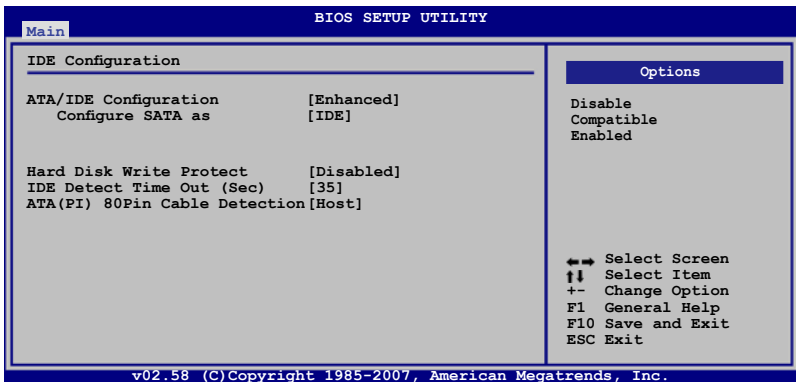 BIOS SETUP UTILITY
Main
IDE Configuration
ATA/IDE Configuration [Enhanced]
Configure SATA as [IDE]
Hard Disk Write Protect [Disabled]
IDE Detect Time Out (Sec) [35]
ATA(PI) 80Pin Cable Detection [Host]
Options
Disable
Compatible
Enabled
Select Screen
Select Item
+- Change Option
F1 General Help
F10 Save and Exit
ESC Exit
v02.58 (C)Copyright 1985-2007, American Megatrends, Inc.